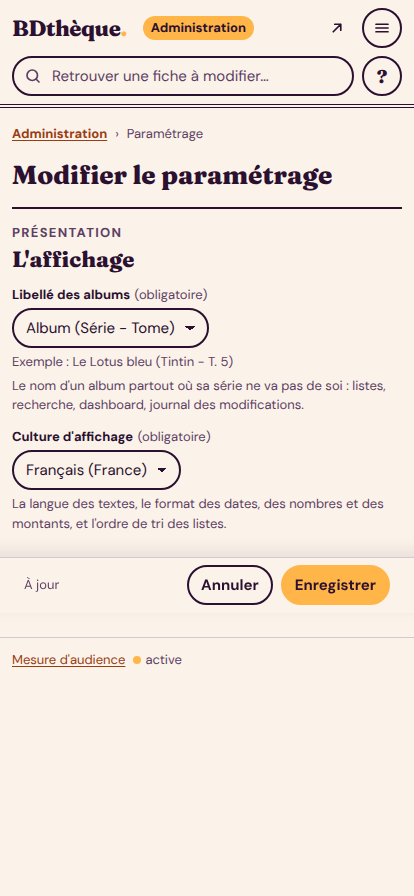 BDthèque. Administration
Retrouver une fiche à modifier... ?
Administration › Paramétrage
Modifier le paramétrage
PRÉSENTATION
L'affichage
Libellé des albums (obligatoire)
Album (Série - Tome)
Exemple : Le Lotus bleu (Tintin - T. 5)
Le nom d'un album partout où sa série ne va pas de soi : listes,
recherche, dashboard, journal des modifications.
Culture d'affichage (obligatoire)
Français (France)
La langue des textes, le format des dates, des nombres et des
montants, et l'ordre de tri des listes.
À jour Annuler Enregistrer
Mesure d'audience active